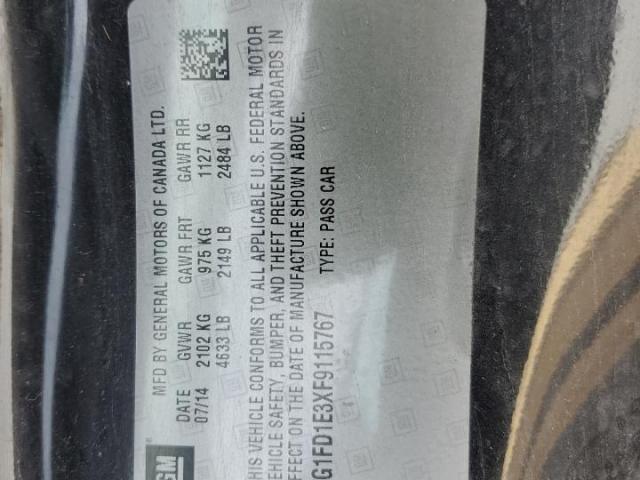 GM
MFD BY GENERAL MOTORS OF CANADA LTD.
DATE GVWR GAWR FRT GAWR RR
07/14 2102 KG 975 KG 1127 KG
4633 LB 2149 LB 2484 LB
HIS VEHICLE CONFORMS TO ALL APPLICABLE U.S. FEDERAL MOTOR
EHICLE SAFETY, BUMPER, AND THEFT PREVENTION STANDARDS IN
FFECT ON THE DATE OF MANUFACTURE SHOWN ABOVE.
G1FD1E3XF9115767 TYPE: PASS CAR